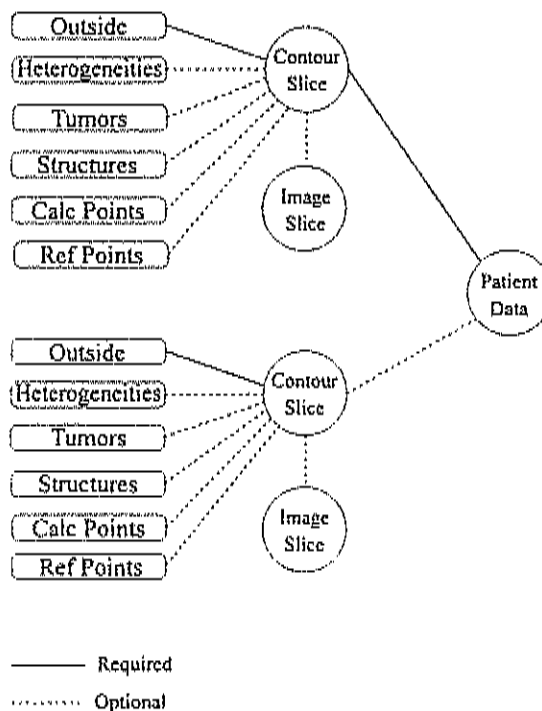 Outside
Heterogencities
Tumors
Structures
Calc Points
Ref Points
Contour
Slice
Image
Slice
Patient
Data
Outside
Heterogeneities
Tumors
Structures
Calc Points
Ref Points
Contour
Slice
Image
Slice
Required
Optional